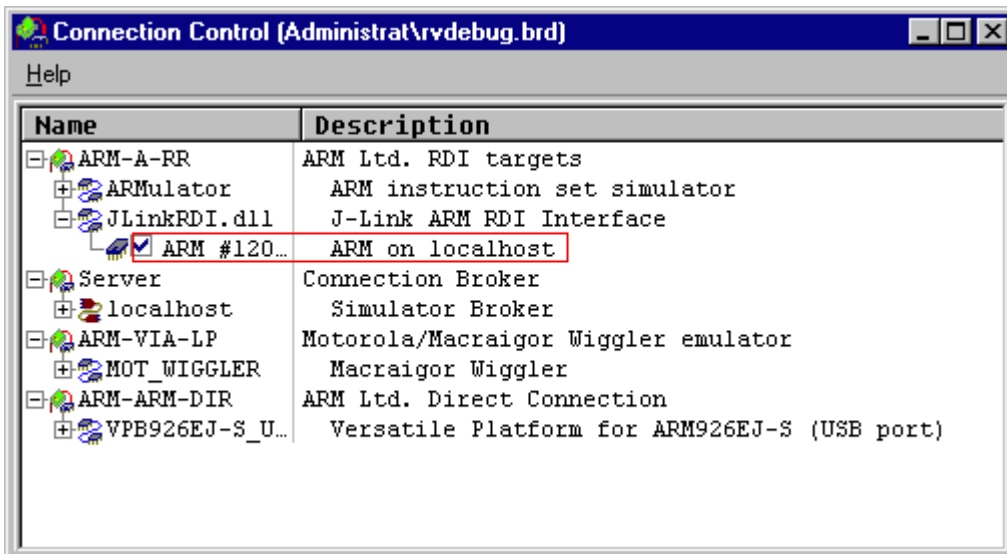 Connection Control (Administrat\rvdebug.brd)
Help
Name Description
ARM-A-RR ARM Ltd. RDI targets
ARMulator ARM instruction set simulator
JLinkRDI.dll J-Link ARM RDI Interface
ARM #120… ARM on localhost
Server Connection Broker
localhost Simulator Broker
ARM-VIA-LP Motorola/Macraigor Wiggler emulator
MOT_WIGGLER Macraigor Wiggler
ARM-ARM-DIR ARM Ltd. Direct Connection
VPB926EJ-S_U… Versatile Platform for ARM926EJ-S (USB port)